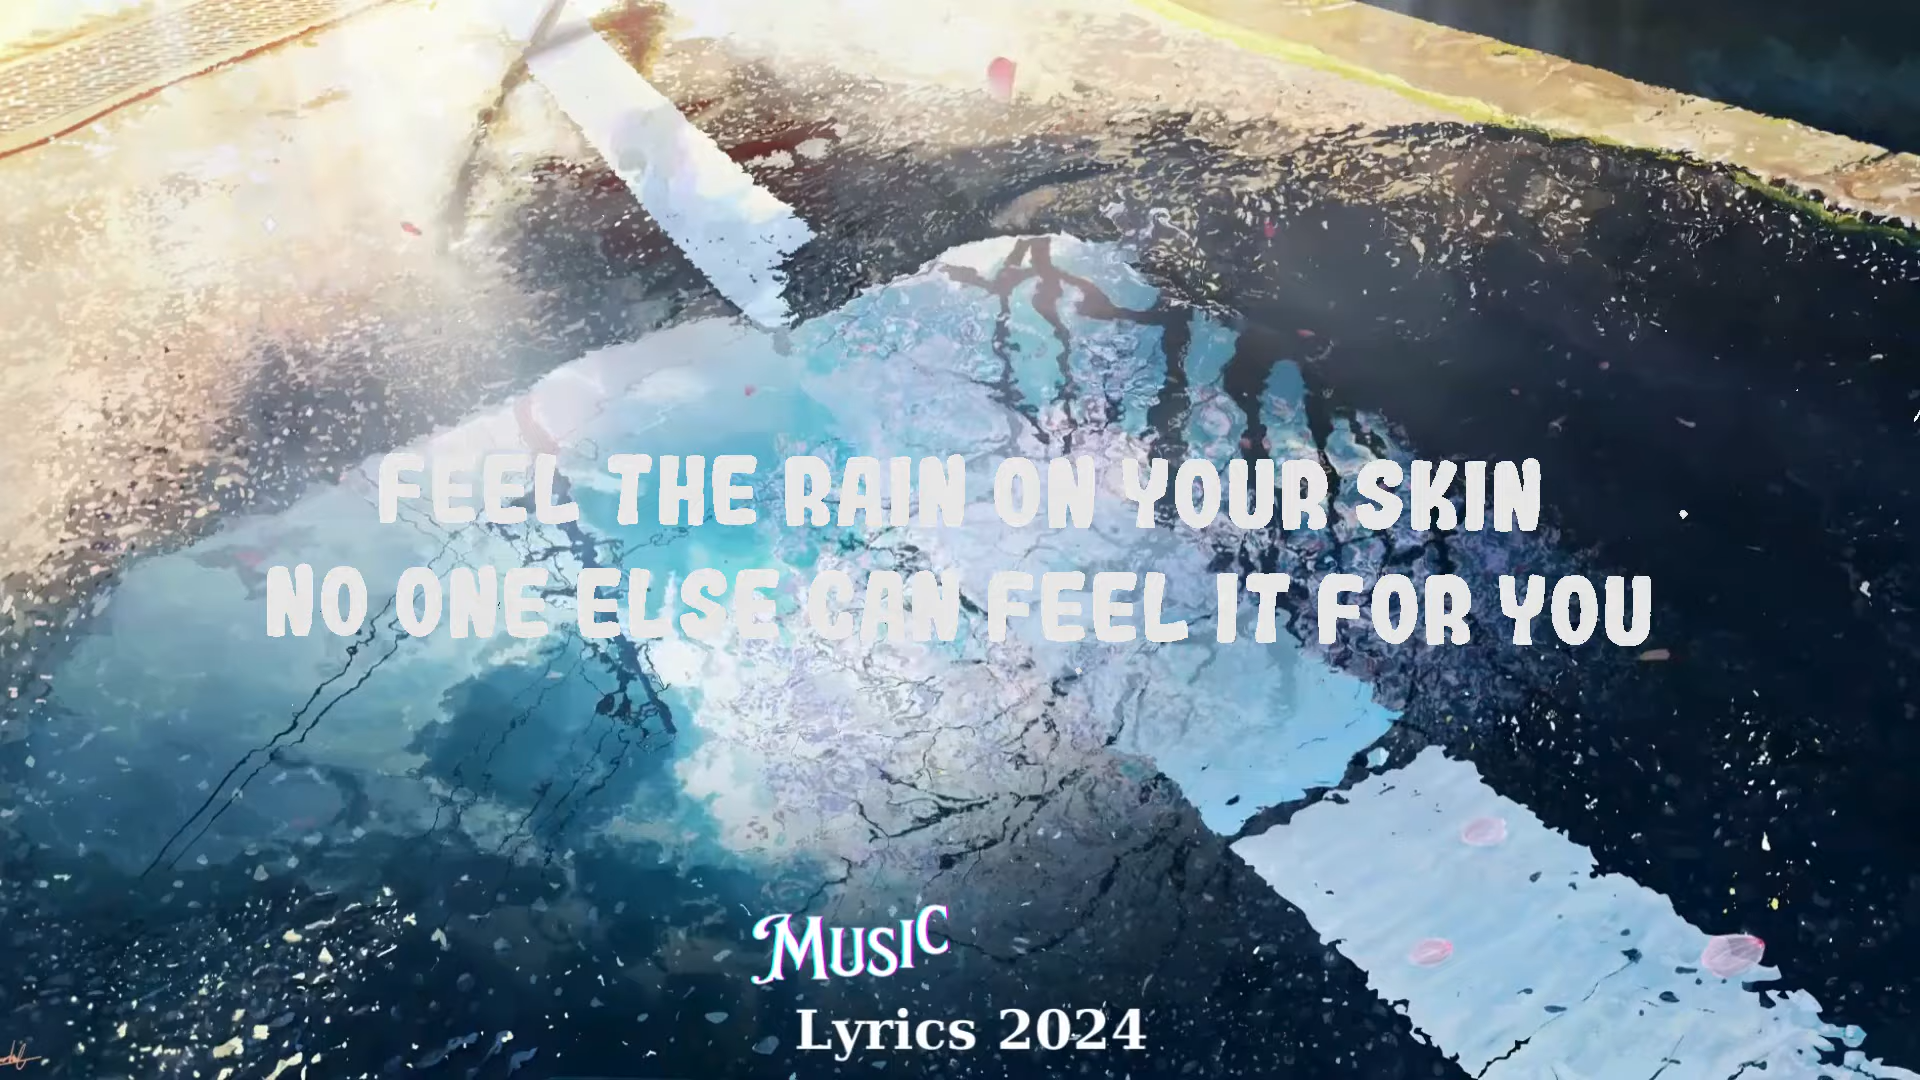 FEEL THE RAIN ON YOUR SKIN
NO ONE ELSE CAN FEEL IT FOR YOU
MUSIC
Lyrics 2024